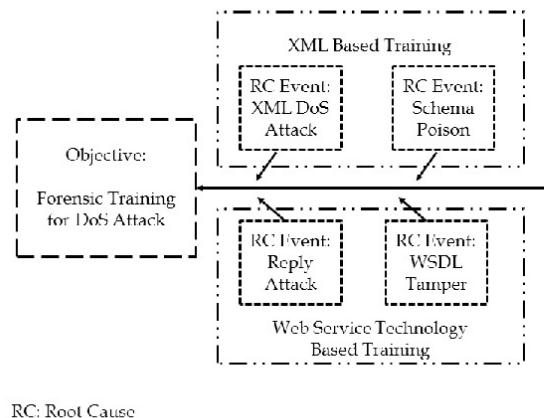 XML Based Training
RC Event:
XML DoS
Attack
RC Event:
Schema
Poison
Objective:
Forensic Training
for DoS Attack
RC Event:
Reply
Attack
RC Event:
WSDL
Tamper
Web Service Technology
Based Training
RC: Root Cause